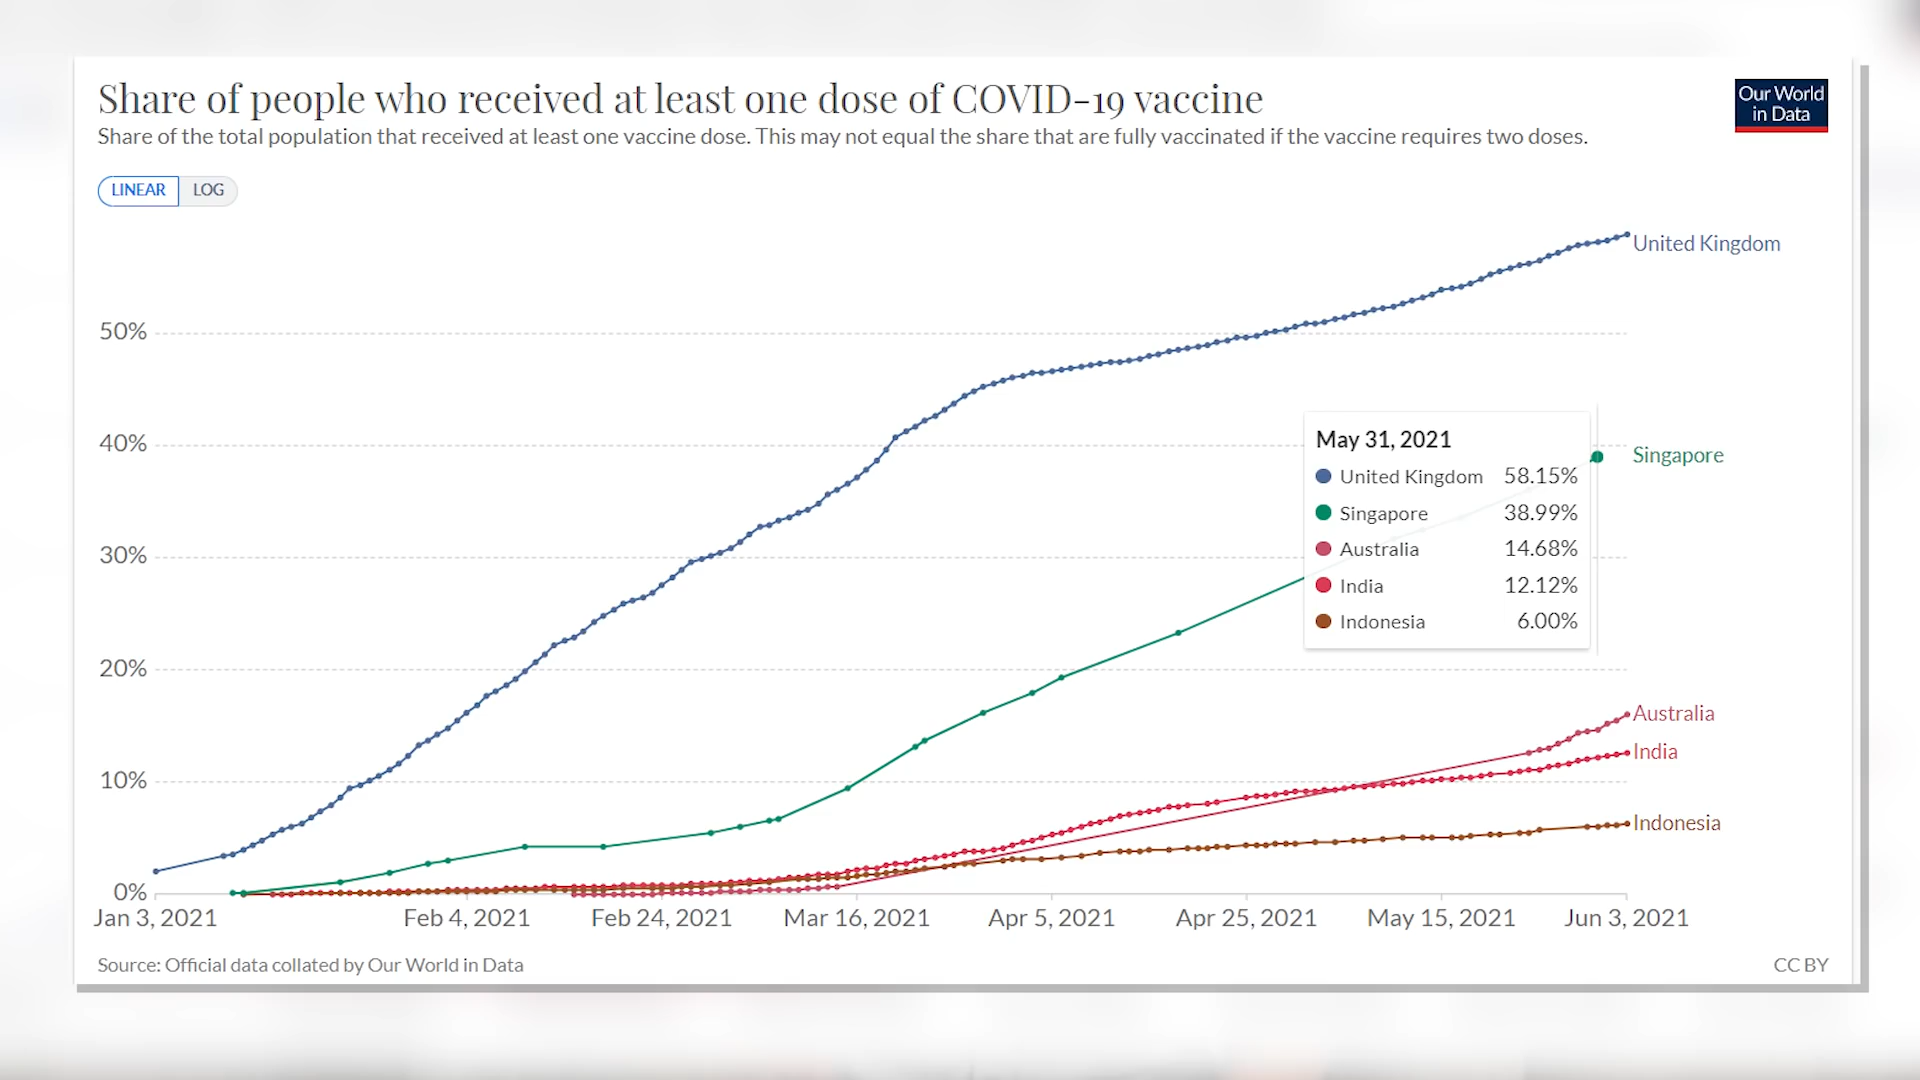 Share of people who received at least one dose of COVID-19 vaccine
Our World
in Data
Share of the total population that received at least one vaccine dose. This may not equal the share that are fully vaccinated if the vaccine requires two doses.
LINEAR LOG
United Kingdom
50%
40%
May 31, 2021
United Kingdom 58.15%
Singapore 38.99%
Australia 14.68%
India 12.12%
Indonesia 6.00%
Singapore
30%
20%
Australia
India
10%
Indonesia
0%
Jan 3, 2021 Feb 4, 2021 Feb 24, 2021 Mar 16, 2021 Apr 5, 2021 Apr 25, 2021 May 15, 2021 Jun 3, 2021
Source: Official data collated by Our World in Data
CC BY